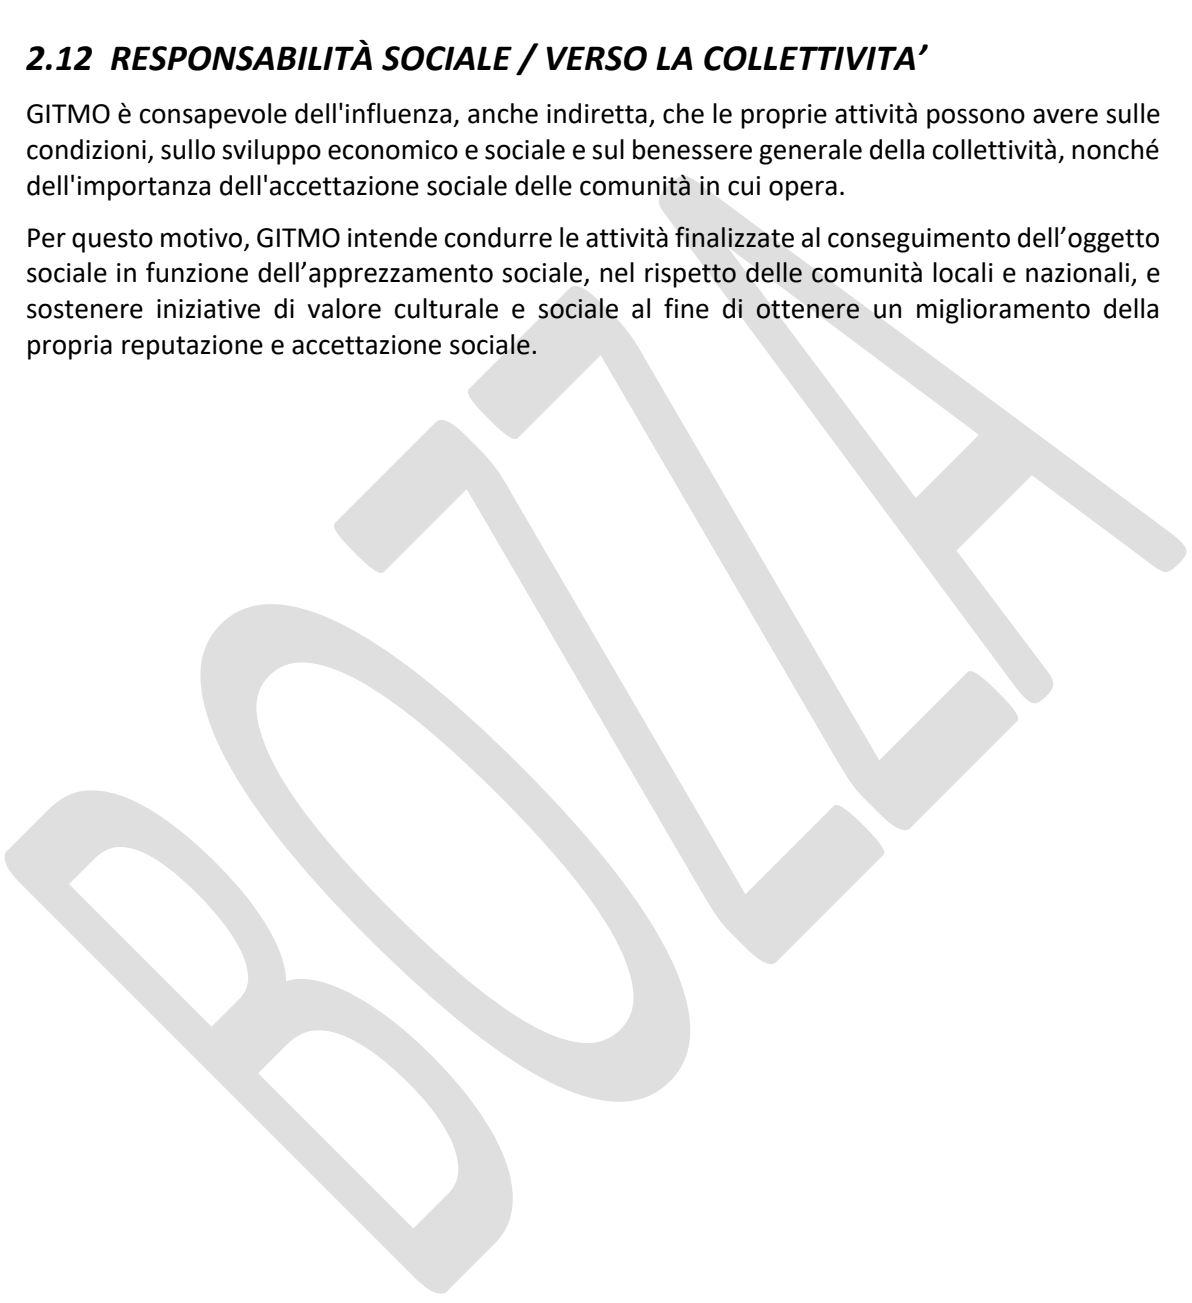 2.12 RESPONSABILITÀ SOCIALE / VERSO LA COLLETTIVITA’
GITMO è consapevole dell'influenza, anche indiretta, che le proprie attività possono avere sulle
condizioni, sullo sviluppo economico e sociale e sul benessere generale della collettività, nonché
dell'importanza dell'accettazione sociale delle comunità in cui opera.
Per questo motivo, GITMO intende condurre le attività finalizzate al conseguimento dell’oggetto
sociale in funzione dell’apprezzamento sociale, nel rispetto delle comunità locali e nazionali, e
sostenere iniziative di valore culturale e sociale al fine di ottenere un miglioramento della
propria reputazione e accettazione sociale.
BOZZA